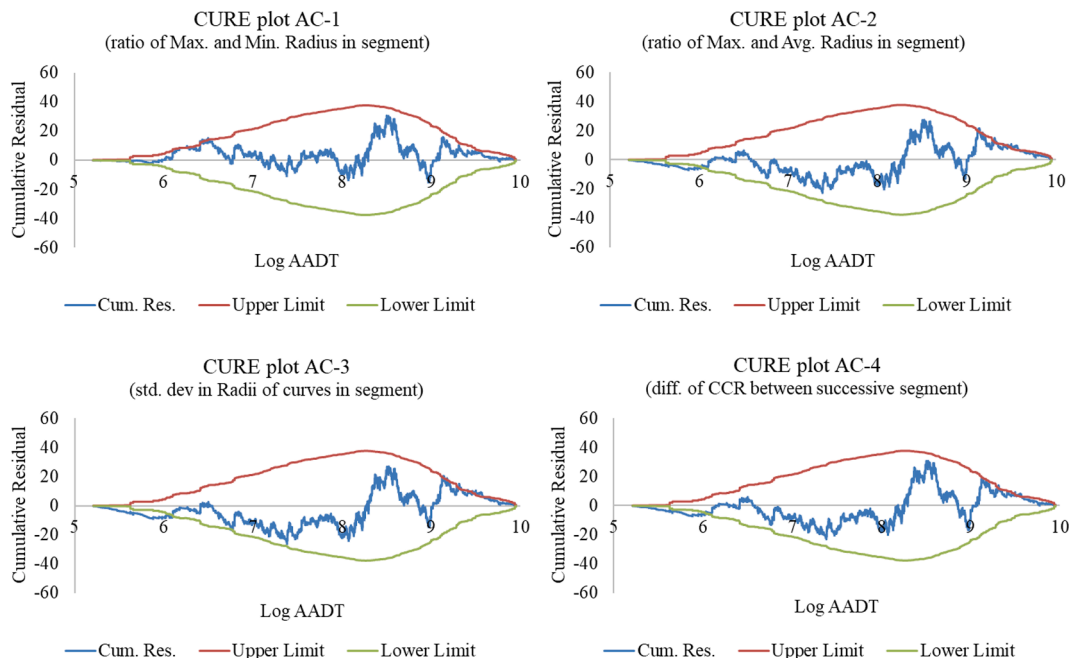 CURE plot AC-1
(ratio of Max. and Min. Radius in segment)
60
40
20
0
-20
-40
-60
5
6
7
8
9
10
Cumulative Residual
Log AADT
Cum. Res.
Upper Limit
Lower Limit
CURE plot AC-2
(ratio of Max. and Avg. Radius in segment)
60
40
20
0
-20
-40
-60
5
6
7
8
9
10
Cumulative Residual
Log AADT
Cum. Res.
Upper Limit
Lower Limit
CURE plot AC-3
(std. dev in Radii of curves in segment)
60
40
20
0
-20
-40
-60
5
6
7
8
9
10
Cumulative Residual
Log AADT
Cum. Res.
Upper Limit
Lower Limit
CURE plot AC-4
(diff. of CCR between successive segment)
60
40
20
0
-20
-40
-60
5
6
7
8
9
10
Cumulative Residual
Log AADT
Cum. Res.
Upper Limit
Lower Limit